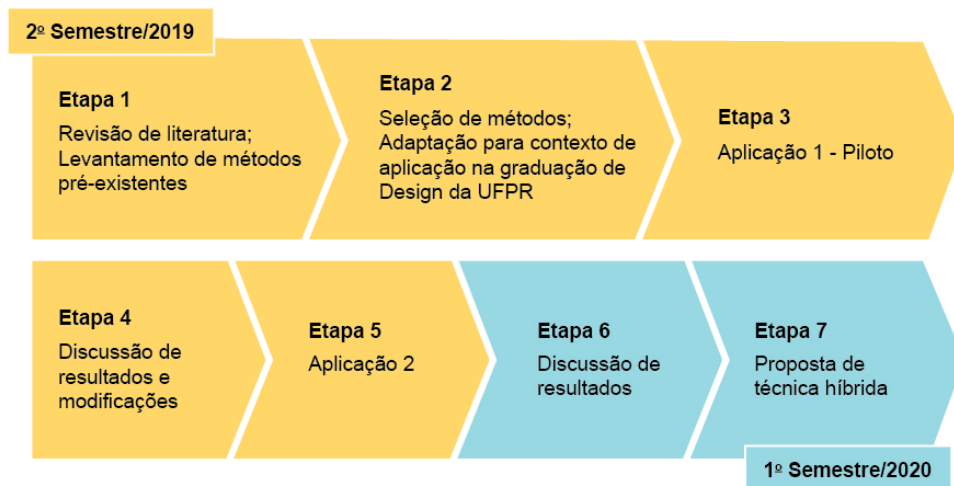 2º Semestre/2019
Etapa 1
Revisão de literatura;
Levantamento de métodos
pré-existentes
Etapa 2
Seleção de métodos;
Adaptação para contexto de
aplicação na graduação de
Design da UFPR
Etapa 3
Aplicação 1 - Piloto
Etapa 4
Discussão de
resultados e
modificações
Etapa 5
Aplicação 2
Etapa 6
Discussão de
resultados
Etapa 7
Proposta de
técnica híbrida
1º Semestre/2020